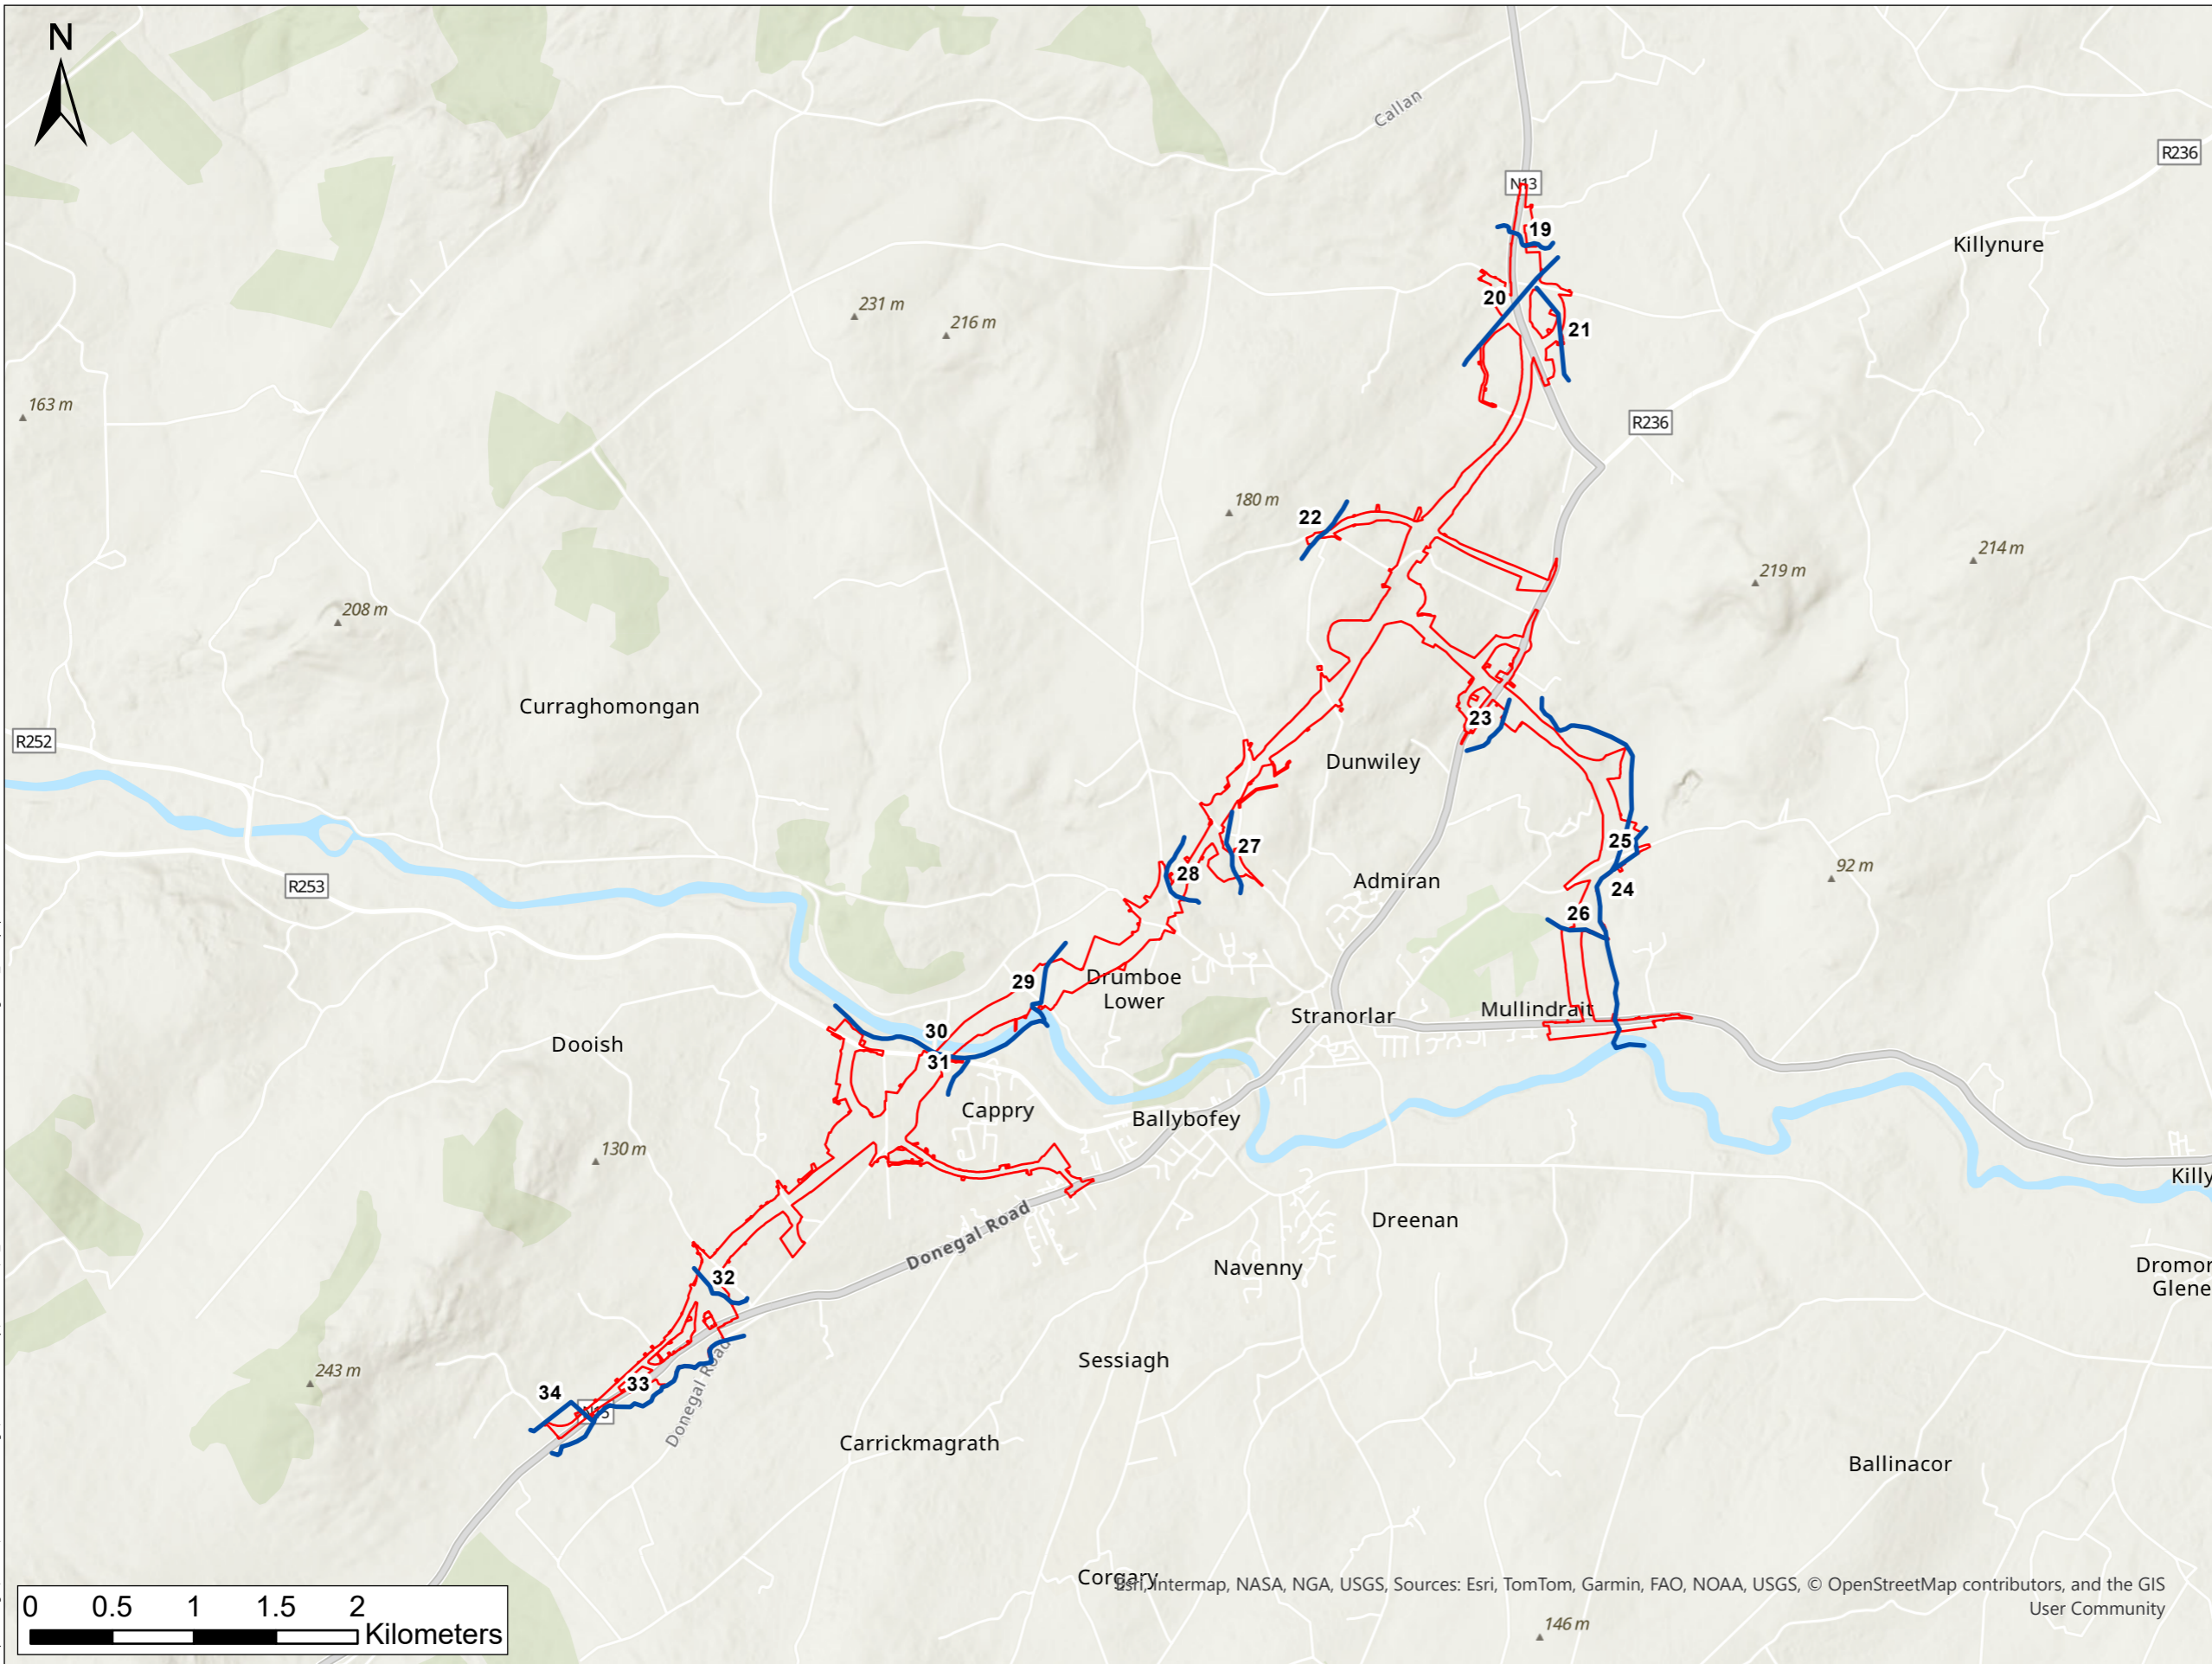 N
Callan
R236
N13
19
Killynure
20
231 m
216 m
21
163 m
R236
180 m
22
214 m
219 m
208 m
Curraghomongan
23
R252
Dunwiley
25
27
92 m
28
Admiran
R253
24
26
29
Drumboe
Lower
Mullindrait
Stranorlar
30
Dooish
31
Cappry
Ballybofey
130 m
Killy
Donegal Road
Dreenan
Navenny
Dromor
Glene
32
Sessiagh
243 m
33
34
N15
Donegal Road
Carrickmagrath
Ballinacor
Corgary
Esri, Intermap, NASA, NGA, USGS, Sources: Esri, TomTom, Garmin, FAO, NOAA, USGS, © OpenStreetMap contributors, and the GIS
User Community
146 m
0 0.5 1 1.5 2
Kilometers